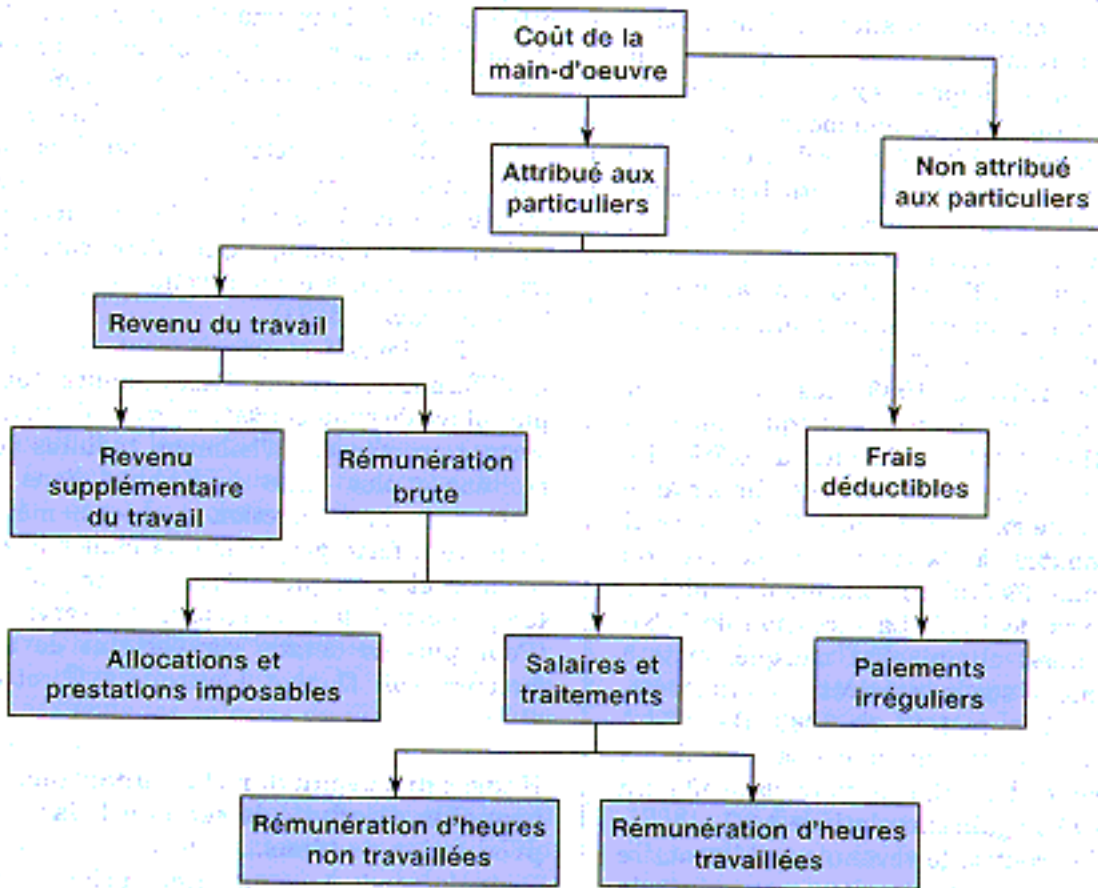 Coût de la
main-d'oeuvre
Attribué aux
particuliers
Non attribué
aux particuliers
Revenu du travail
Revenu
supplémentaire
du travail
Rémunération
brute
Frais
déductibles
Allocations et
prestations imposables
Salaires et
traitements
Paiements
irréguliers
Rémunération d'heures
non travaillées
Rémunération d'heures
travaillées